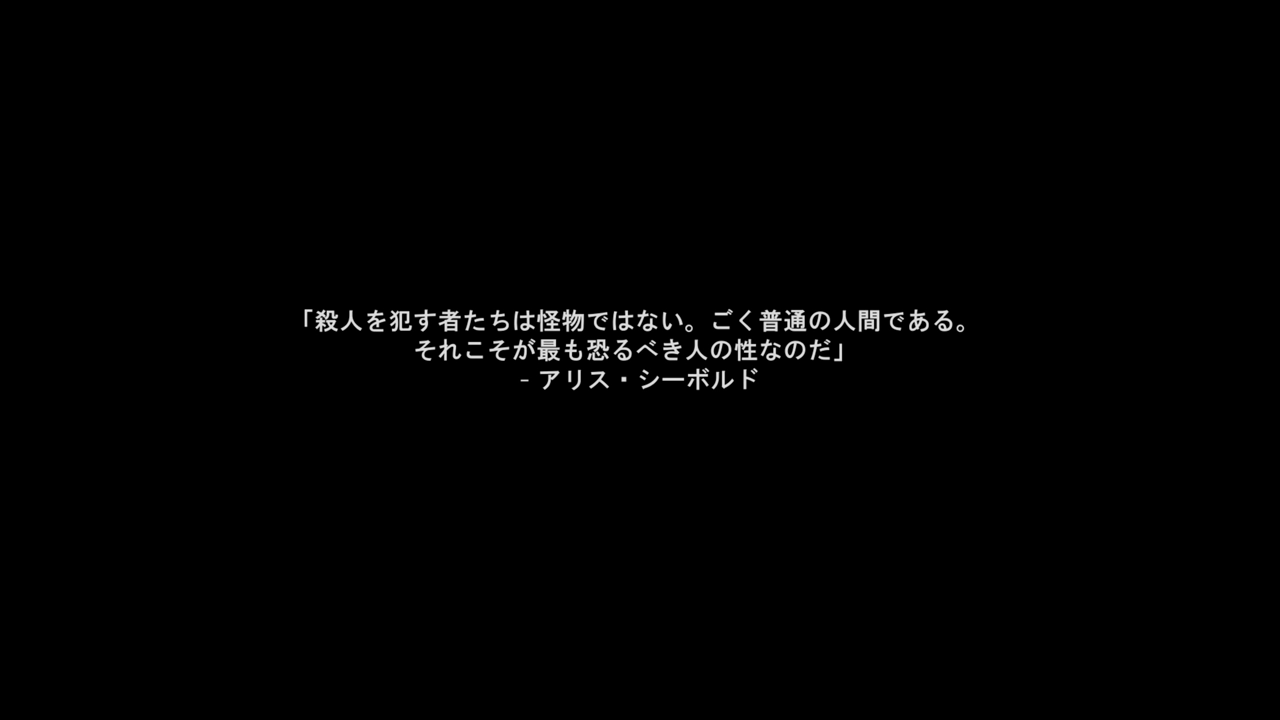 「殺人を犯す者たちは怪物ではない。ごく普通の人間である。
それこそが最も恐るべき人の性なのだ」
- アリス・シーボルド